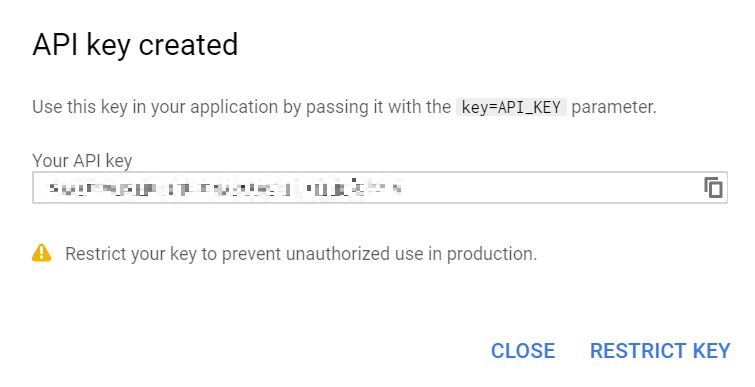 API key created
Use this key in your application by passing it with the key=API_KEY parameter.
Your API key
Restrict your key to prevent unauthorized use in production.
CLOSE RESTRICT KEY